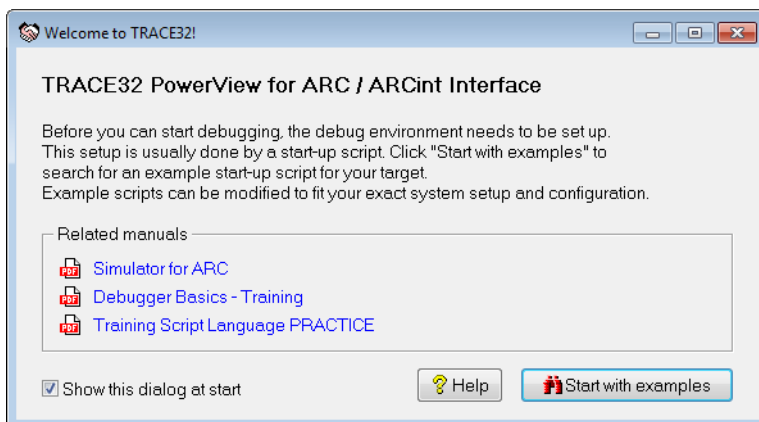 Welcome to TRACE32!
TRACE32 PowerView for ARC / ARCint Interface
Before you can start debugging, the debug environment needs to be set up.
This setup is usually done by a start-up script. Click "Start with examples" to
search for an example start-up script for your target.
Example scripts can be modified to fit your exact system setup and configuration.
Related manuals
PDF Simulator for ARC
PDF Debugger Basics - Training
PDF Training Script Language PRACTICE
Show this dialog at start
Help
Start with examples